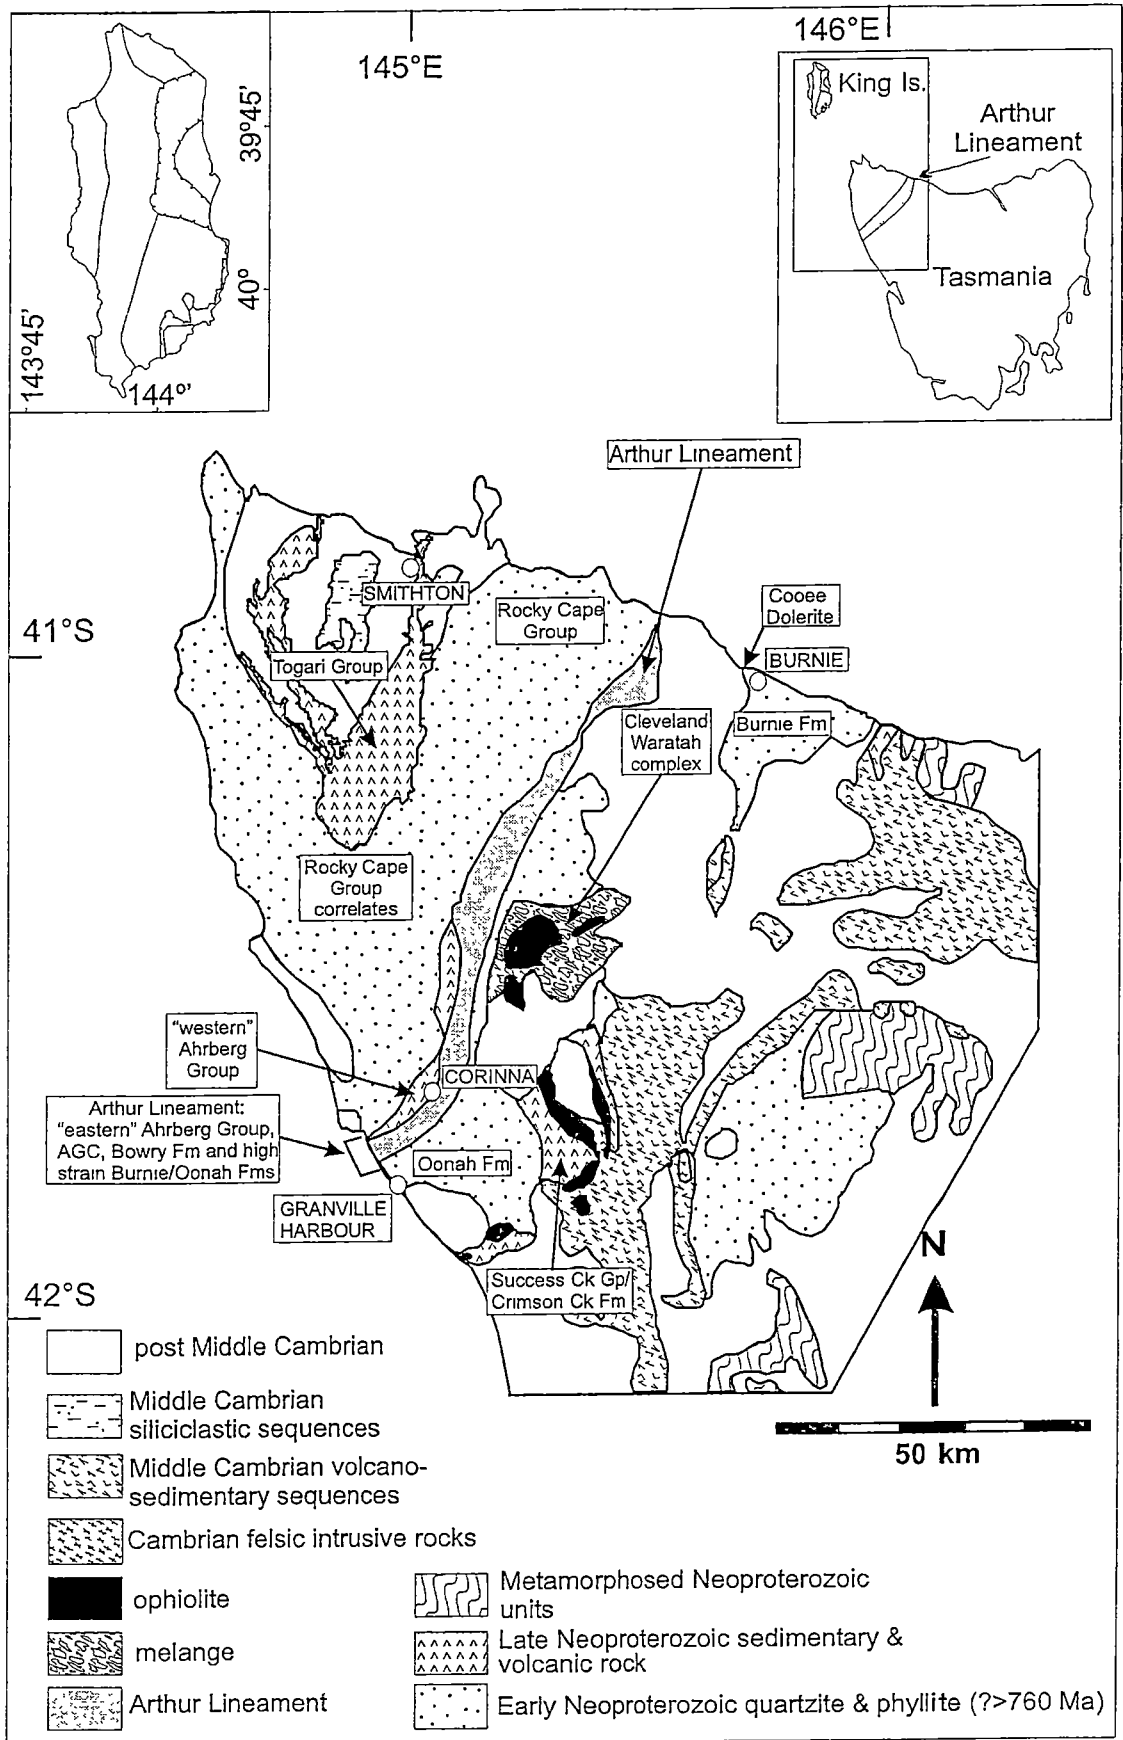 145°E
146°E
39°45'
40°
143°45'
144°'
King Is.
Arthur
Lineament
Tasmania
Arthur Lineament
SMITHTON
Rocky Cape
Group
Cooee
Dolerite
41°S
Togari Group
BURNIE
Cleveland
Waratah
complex
Burnie Fm
Rocky Cape
Group
correlates
"western"
Ahrberg
Group
CORINNA
Arthur Lineament:
"eastern" Ahrberg Group,
AGC, Bowry Fm and high
strain Burnie/Oonah Fms
Oonah Fm
GRANVILLE
HARBOUR
N
Success Ck Gp/
Crimson Ck Fm
42°S
50 km
post Middle Cambrian
Middle Cambrian
siliciclastic sequences
Middle Cambrian volcano-
sedimentary sequences
Cambrian felsic intrusive rocks
ophiolite
melange
Arthur Lineament
Metamorphosed Neoproterozoic
units
Late Neoproterozoic sedimentary &
volcanic rock
Early Neoproterozoic quartzite & phyllite (?>760 Ma)